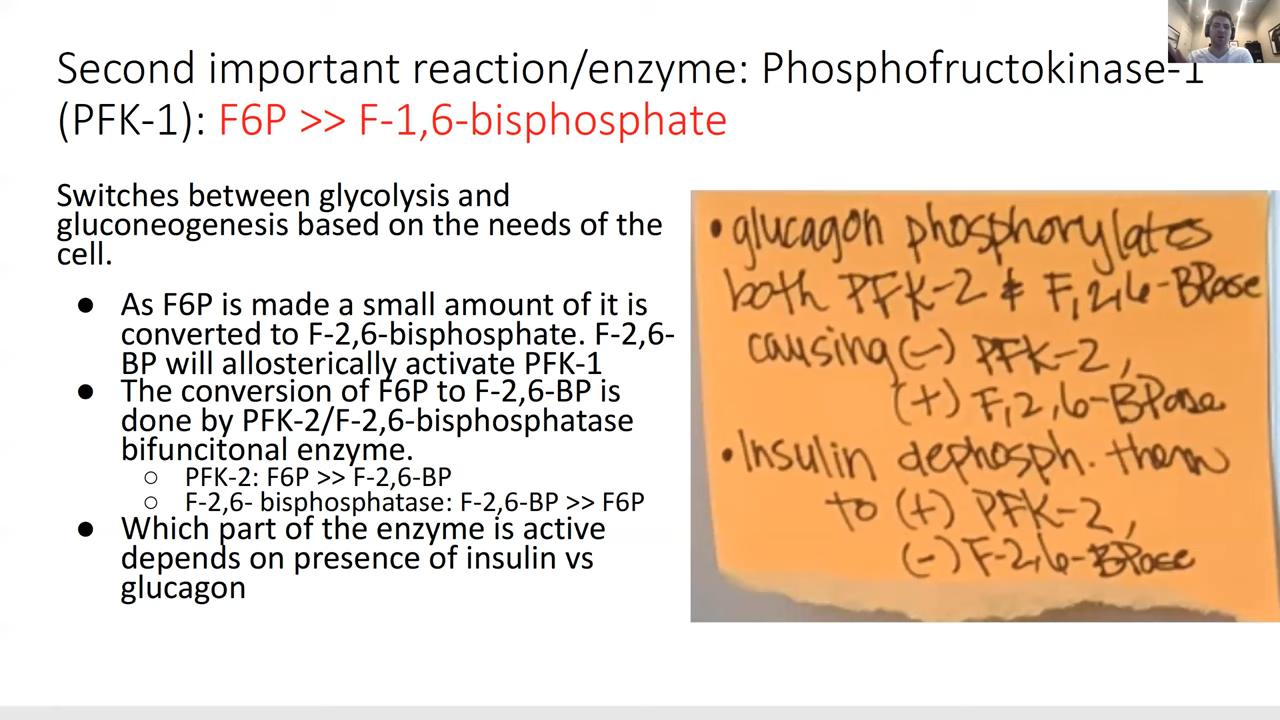 Second important reaction/enzyme: Phosphofructokinase-1
(PFK-1): F6P >> F-1,6-bisphosphate
Switches between glycolysis and
gluconeogenesis based on the needs of the
cell.
● As F6P is made a small amount of it is
converted to F-2,6-bisphosphate. F-2,6-
BP will allosterically activate PFK-1
● The conversion of F6P to F-2,6-BP is
done by PFK-2/F-2,6-bisphosphatase
bifuncitonal enzyme.
○ PFK-2: F6P >> F-2,6-BP
○ F-2,6- bisphosphatase: F-2,6-BP >> F6P
● Which part of the enzyme is active
depends on presence of insulin vs
glucagon
• glucagon phosphorylates
both PFK-2 & F,2,6-BPase
causing (-) PFK-2,
(+) F,2,6-BPase
• Insulin dephosph. them
to (+) PFK-2,
(-) F-2,6-BPase